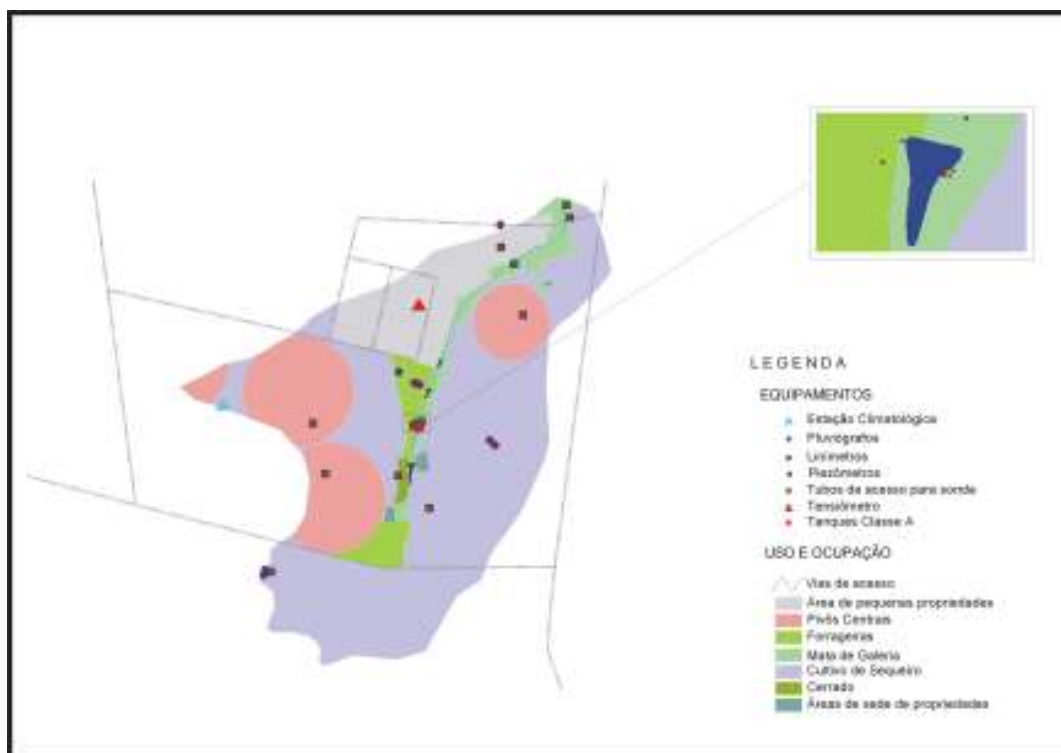 LEGENDA
EQUIPAMENTOS
Estação Climatológica
Pluviógrafos
Linímetros
Piezômetros
Tubos de acesso para sonda
Tensiômetro
Tanques Classe A
USO E OCUPAÇÃO
Vias de acesso
Área de pequenas propriedades
Pivôs Centrais
Forrageiras
Mata de Galeria
Cultivo de Sequeiro
Cerrado
Áreas de sede de propriedades